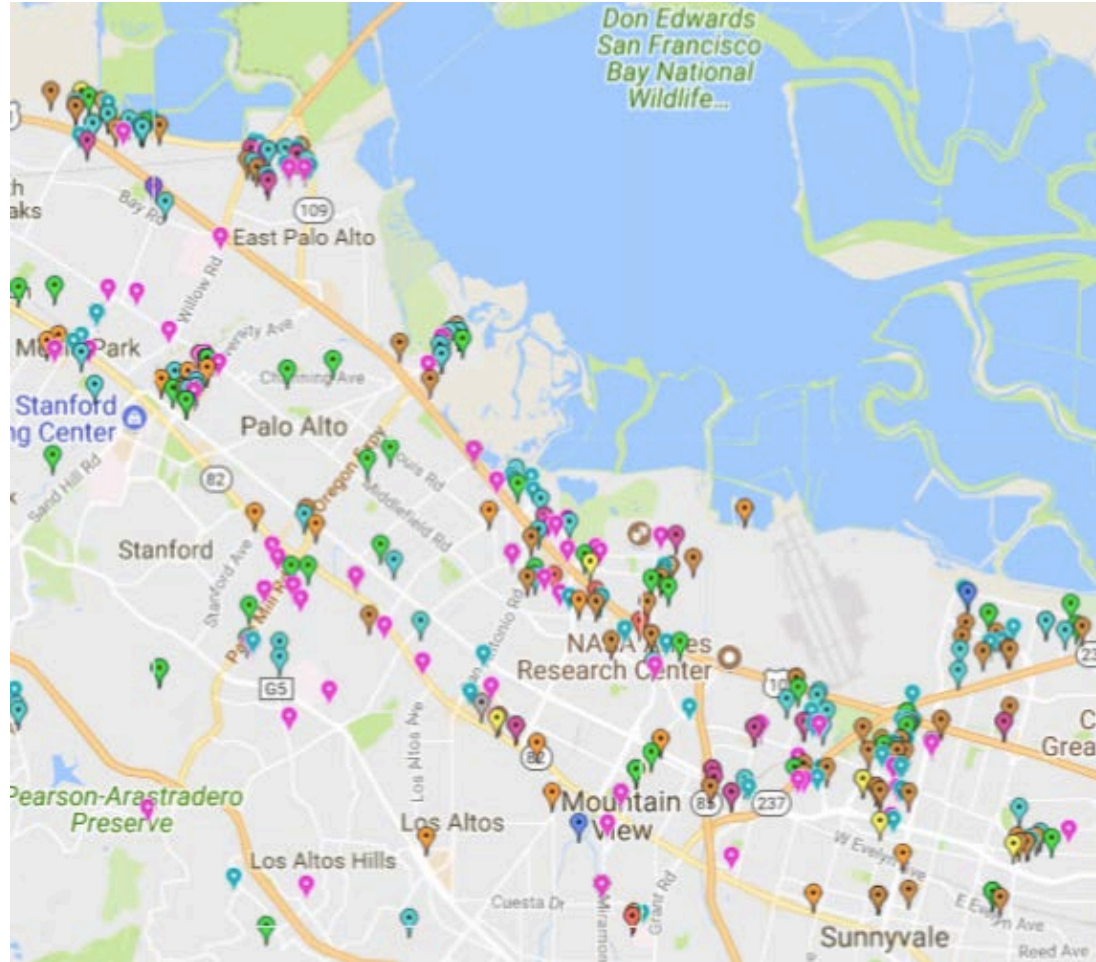 Don Edwards
San Francisco
Bay National
Wildlife...
109
East Palo Alto
Bay Rd
Willow Rd
Park
Channing Ave
Stanford
Palo Alto
Oregon Expy
Middlefield Rd
82
Sand Hill Rd
Stanford
Stanford Ave
NASA Ames
Research Center
G5
Los Altos Ave
82
Pearson-Arastradero
Preserve
Mountain
View
85
237
Los Altos
W Evelyn Ave
Los Altos Hills
Cuesta Dr
Grant Rd
E Evelyn Ave
Sunnyvale
Reed Ave